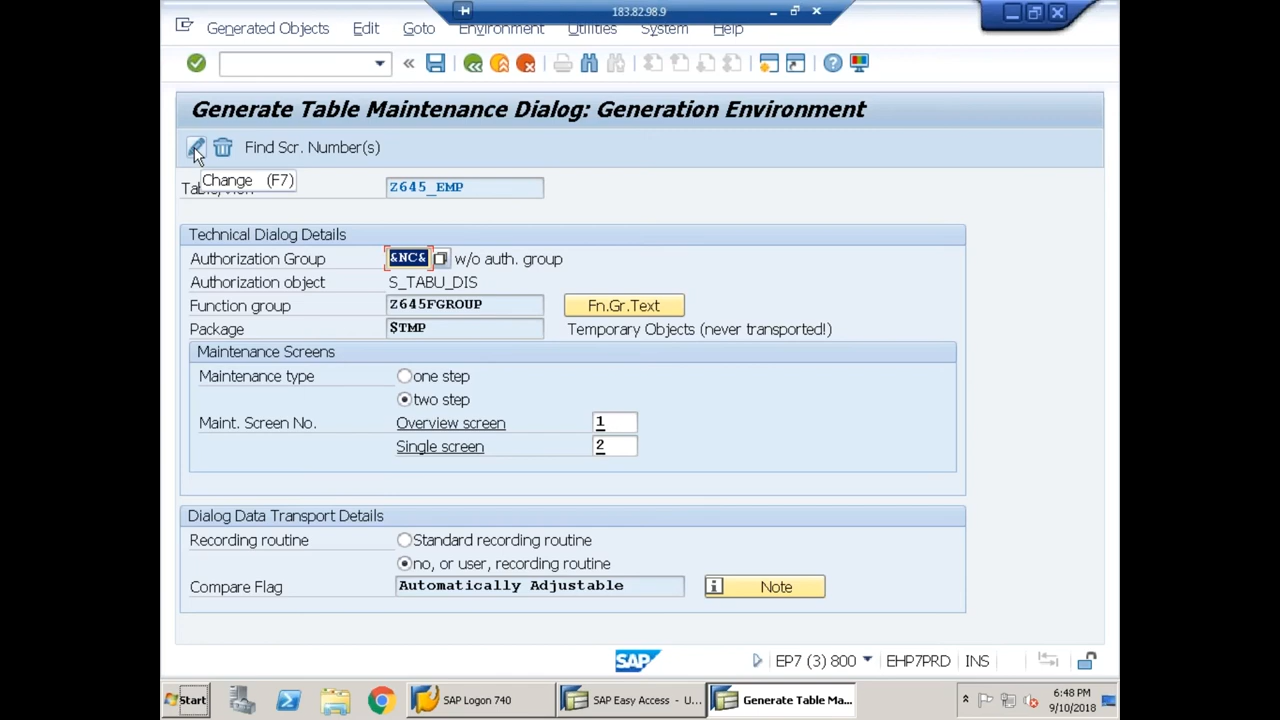 183.82.98.9
Generated Objects Edit Goto Environment Utilities System Help
Generate Table Maintenance Dialog: Generation Environment
Find Scr. Number(s)
Change (F7)
Z645_EMP
Technical Dialog Details
Authorization Group &NC& w/o auth. group
Authorization object S_TABU_DIS
Function group Z645FGROUP Fn.Gr.Text
Package $TMP Temporary Objects (never transported!)
Maintenance Screens
Maintenance type one step
two step
Maint. Screen No. Overview screen 1
Single screen 2
Dialog Data Transport Details
Recording routine Standard recording routine
no, or user, recording routine
Compare Flag Automatically Adjustable Note
SAP EP7 (3) 800 EHP7PRD INS
Start SAP Logon 740 SAP Easy Access - U... Generate Table Ma... 6:48 PM
9/10/2018